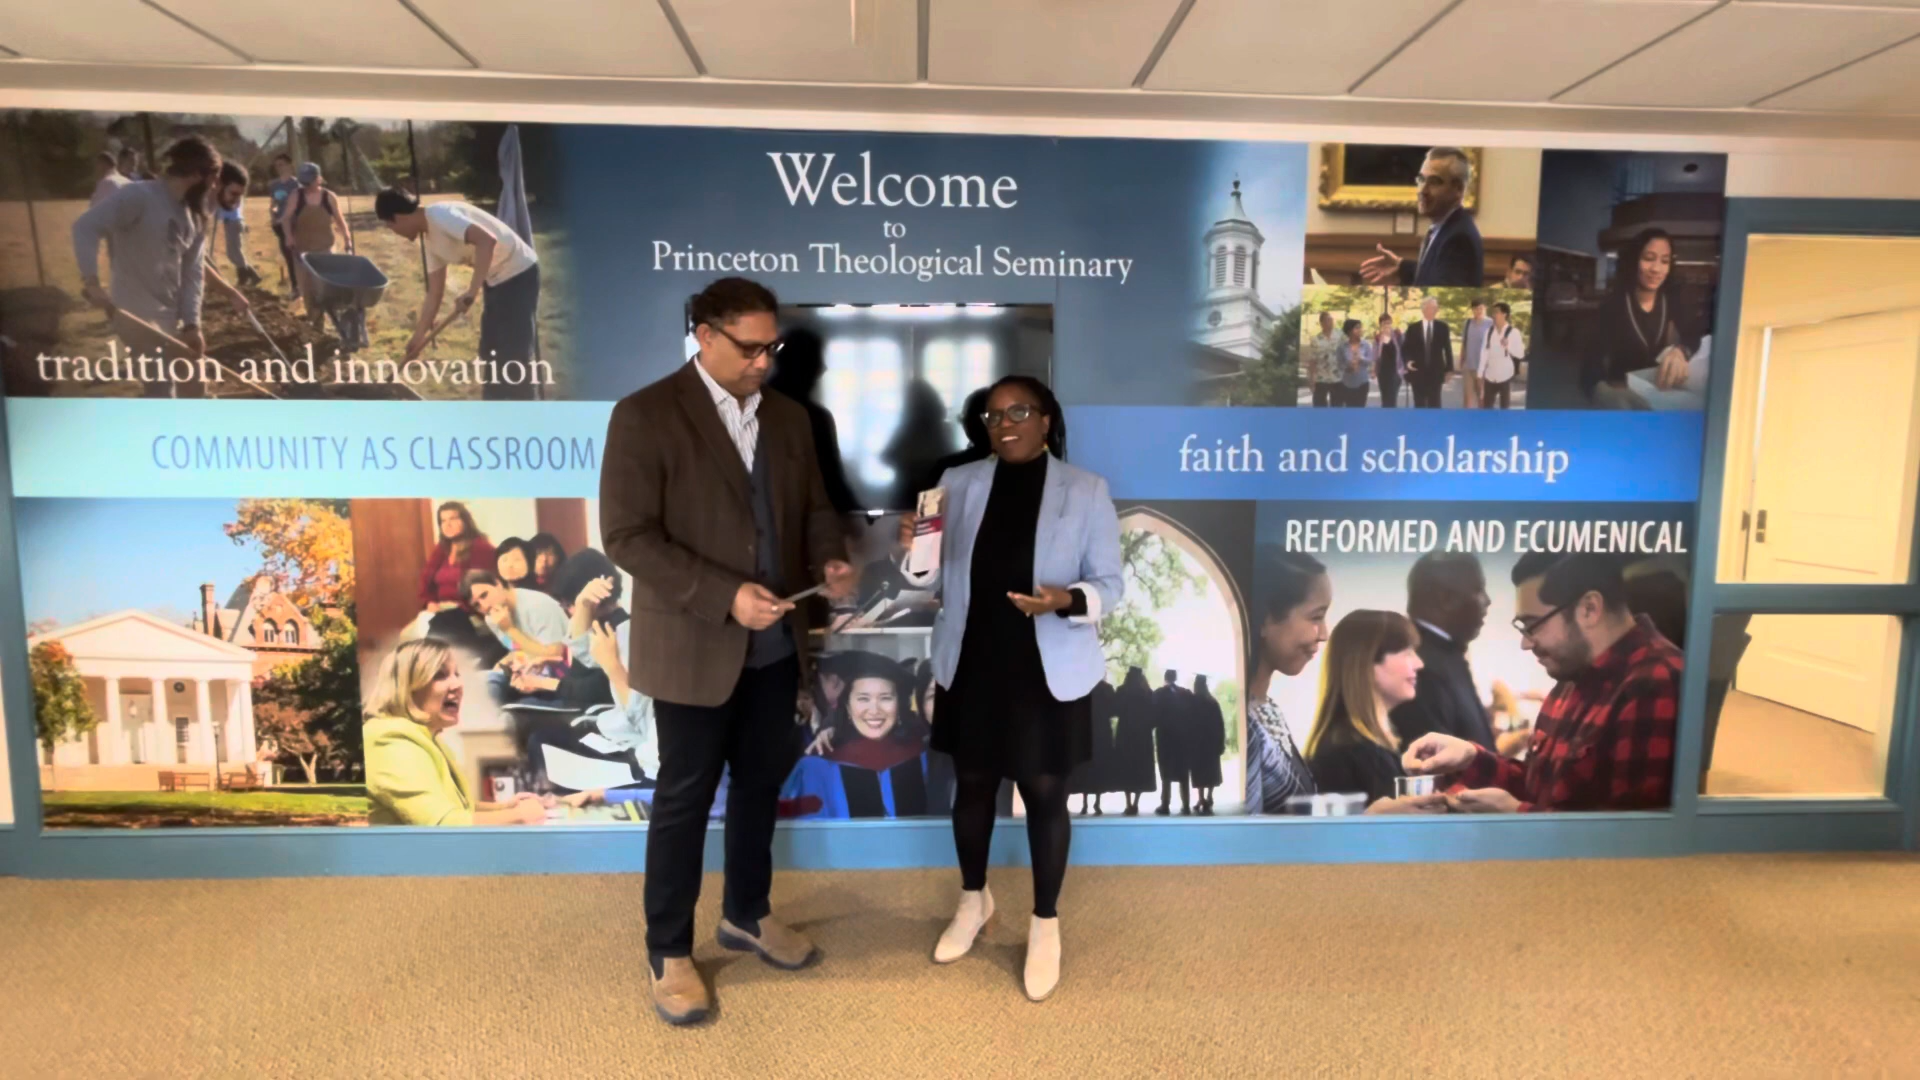 Welcome
to
Princeton Theological Seminary
tradition and innovation
COMMUNITY AS CLASSROOM
faith and scholarship
REFORMED AND ECUMENICAL